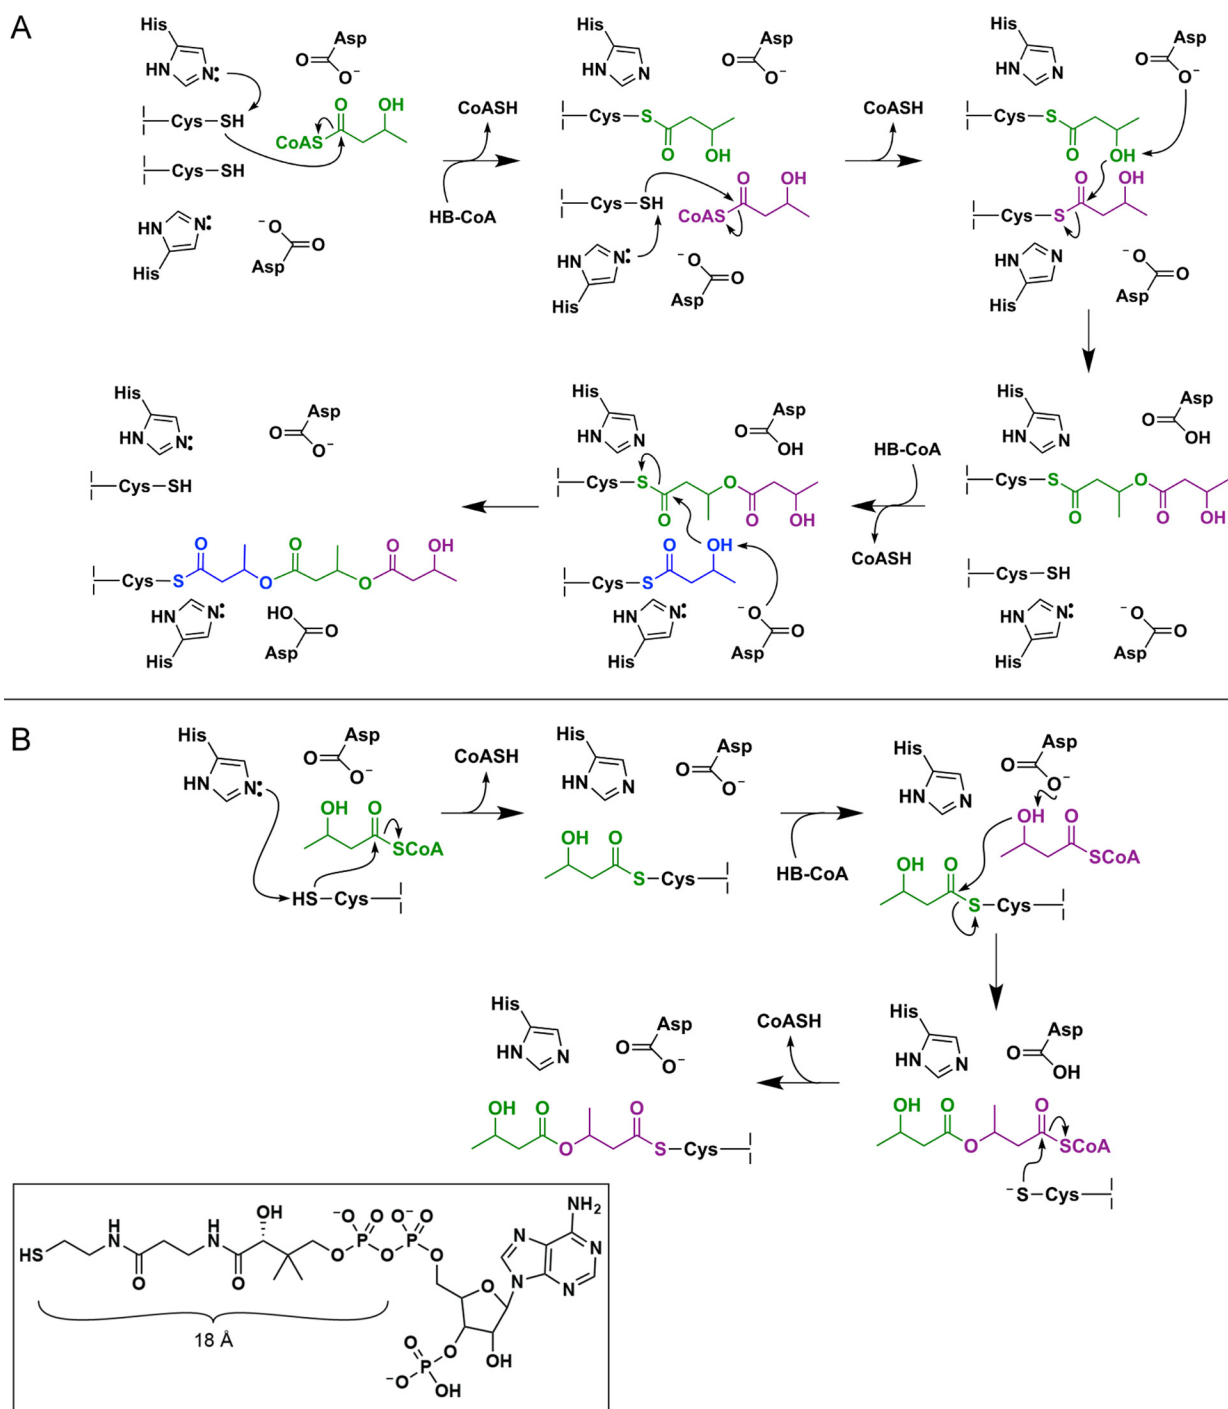 A
His
HN
N:
Asp
O
O⁻
Cys
SH
CoAS
O
OH
Cys
SH
HN
N:
His
⁻O
O
Asp
CoASH
HB-CoA
His
HN
N
Asp
O
O⁻
Cys
S
O
OH
Cys
SH
CoAS
O
OH
HN
N:
His
⁻O
O
Asp
CoASH
His
HN
N
Asp
O
O⁻
Cys
S
O
OH
Cys
S
O
OH
HN
N
His
⁻O
O
Asp
His
HN
N:
Asp
O
O⁻
Cys
SH
Cys
S
O
O
O
O
O
OH
HN
N:
His
HO
O
Asp
His
HN
N
Asp
O
OH
Cys
S
O
O
O
OH
Cys
S
O
OH
HN
N:
His
⁻O
O
Asp
HB-CoA
CoASH
His
HN
N
Asp
O
OH
Cys
S
O
O
O
OH
Cys
SH
HN
N:
His
⁻O
O
Asp
B
His
HN
N:
Asp
O
O⁻
OH
O
SCoA
HS
Cys
CoASH
His
HN
N
Asp
O
O⁻
OH
O
S
Cys
HB-CoA
His
HN
N
Asp
O
O⁻
OH
O
SCoA
OH
O
S
Cys
His
HN
N
Asp
O
O⁻
OH
O
O
O
S
Cys
CoASH
His
HN
N
Asp
O
OH
OH
O
O
O
SCoA
⁻S
Cys
HS
H
N
O
H
N
O
OH
O
⁻O
O
P
O
⁻O
O
P
O
O
NH₂
N
N
N
N
O
P
O
⁻O
OH
OH
18 Å